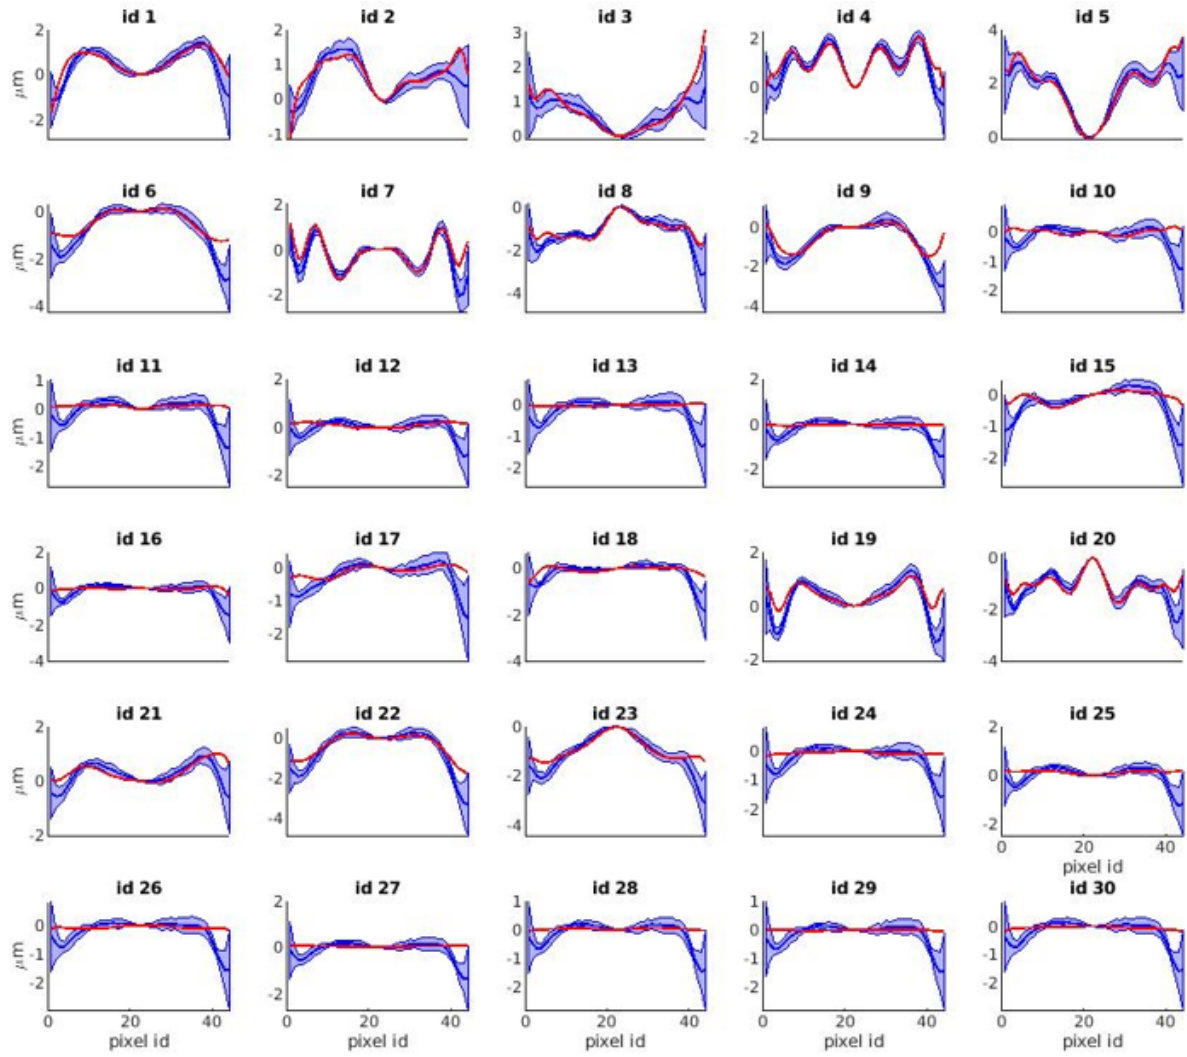 id 1 id 2 id 3 id 4 id 5
2 2 3 4
2
0 1 2 2
0 1 0
0
-2 -1 0 -2 0
μm
id 6 id 7 id 8 id 9 id 10
0 2 0 0 0
-2 0 -2 -2 -1
-4 -2 -4 -4 -2
μm
id 11 id 12 id 13 id 14 id 15
1 2 2 0
0 0 0 0 -1
-1 -1
-2 -2 -2 -2 -2
μm
id 16 id 17 id 18 id 19 id 20
2 0 0 2 0
0 -1 -2 0 -2
-2 -2
-4 -4 -2 -4
μm
id 21 id 22 id 23 id 24 id 25
2 0 0 0 2
0 -2 -2 -1 0
-2 -4 -4 -2 -2
μm
0 20 40
pixel id
id 26 id 27 id 28 id 29 id 30
0 2 1 1 0
-1 0 0 0 -1
-1 -1
-2 -2 -2 -2 -2
μm
0 20 40 0 20 40 0 20 40 0 20 40 0 20 40
pixel id pixel id pixel id pixel id pixel id